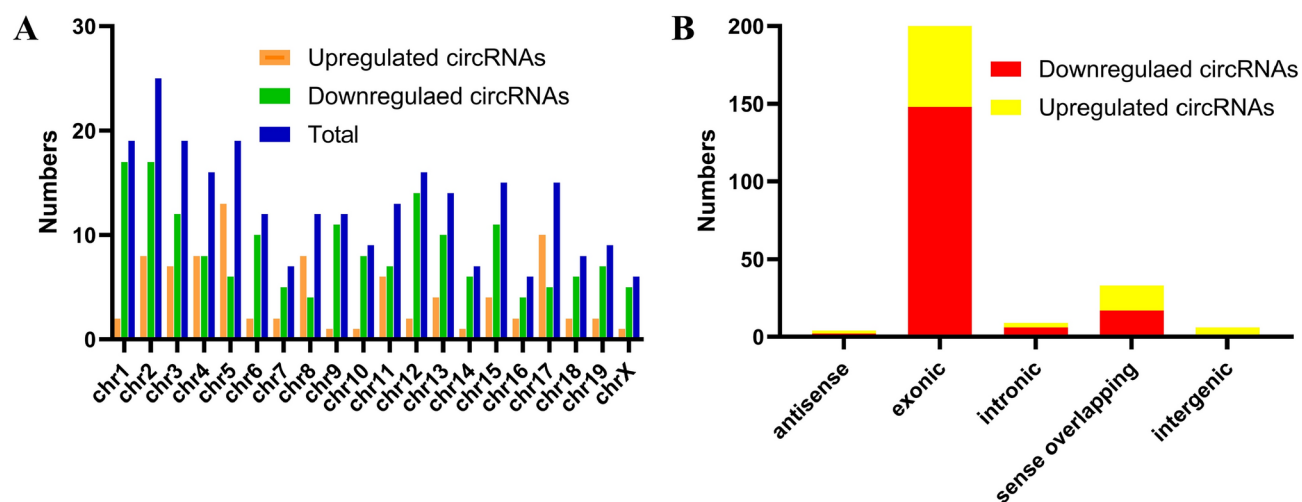 A
30
20
10
0
Numbers
Upregulated circRNAs
Downregulaed circRNAs
Total
chr1
chr2
chr3
chr4
chr5
chr6
chr7
chr8
chr9
chr10
chr11
chr12
chr13
chr14
chr15
chr16
chr17
chr18
chr19
chrX
B
200
150
100
50
0
Numbers
Downregulaed circRNAs
Upregulated circRNAs
antisense
exonic
intronic
sense overlapping
intergenic